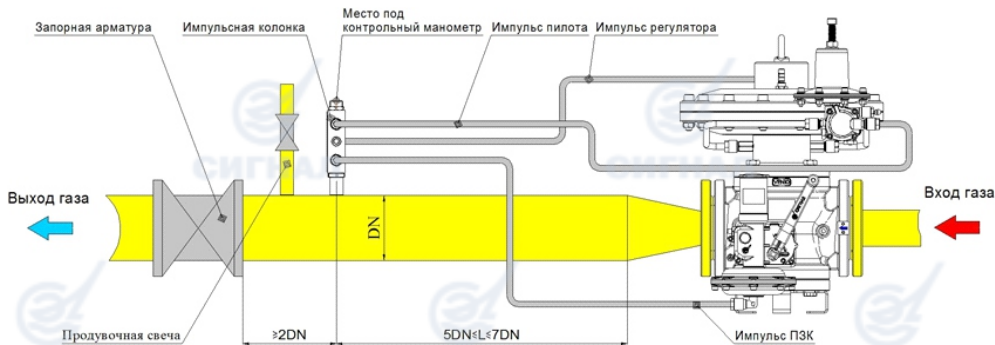 Запорная арматура
Импульсная колонка
Место под
контрольный манометр
Импульс пилота
Импульс регулятора
СИГНАЛ
СИГНАЛ
Выход газа
Вход газа
DN
Продувочная свеча
≥2DN
5DN≤L≤7DN
Импульс ПЗК